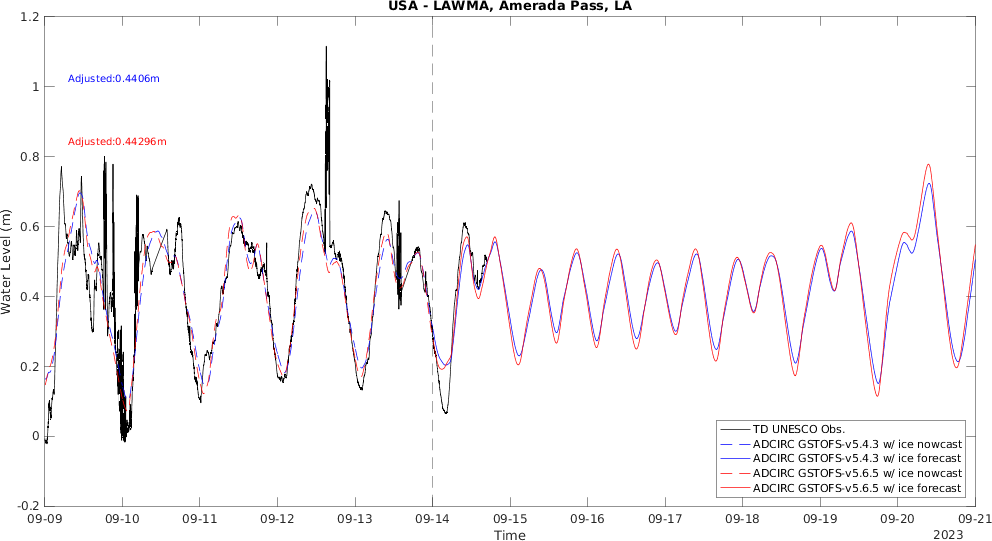 USA - LAWMA, Amerada Pass, LA
1.2
1
0.8
0.6
0.4
0.2
0
-0.2
Water Level (m)
Adjusted:0.4406m
Adjusted:0.44296m
TD UNESCO Obs.
ADCIRC GSTOFS-v5.4.3 w/ ice nowcast
ADCIRC GSTOFS-v5.4.3 w/ ice forecast
ADCIRC GSTOFS-v5.6.5 w/ ice nowcast
ADCIRC GSTOFS-v5.6.5 w/ ice forecast
09-09 09-10 09-11 09-12 09-13 09-14 09-15 09-16 09-17 09-18 09-19 09-20 09-21
Time
2023